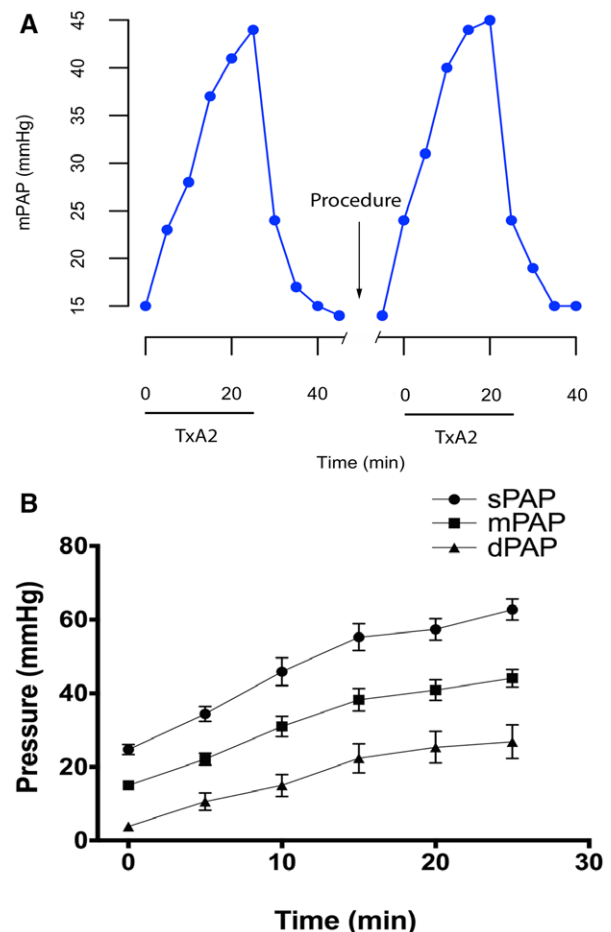 A
mPAP (mmHg)
45
40
35
30
25
20
15
Procedure
0 20 40 0 20 40
TxA2 TxA2
Time (min)
B
sPAP
mPAP
dPAP
Pressure (mmHg)
80
60
40
20
0
0 10 20 30
Time (min)